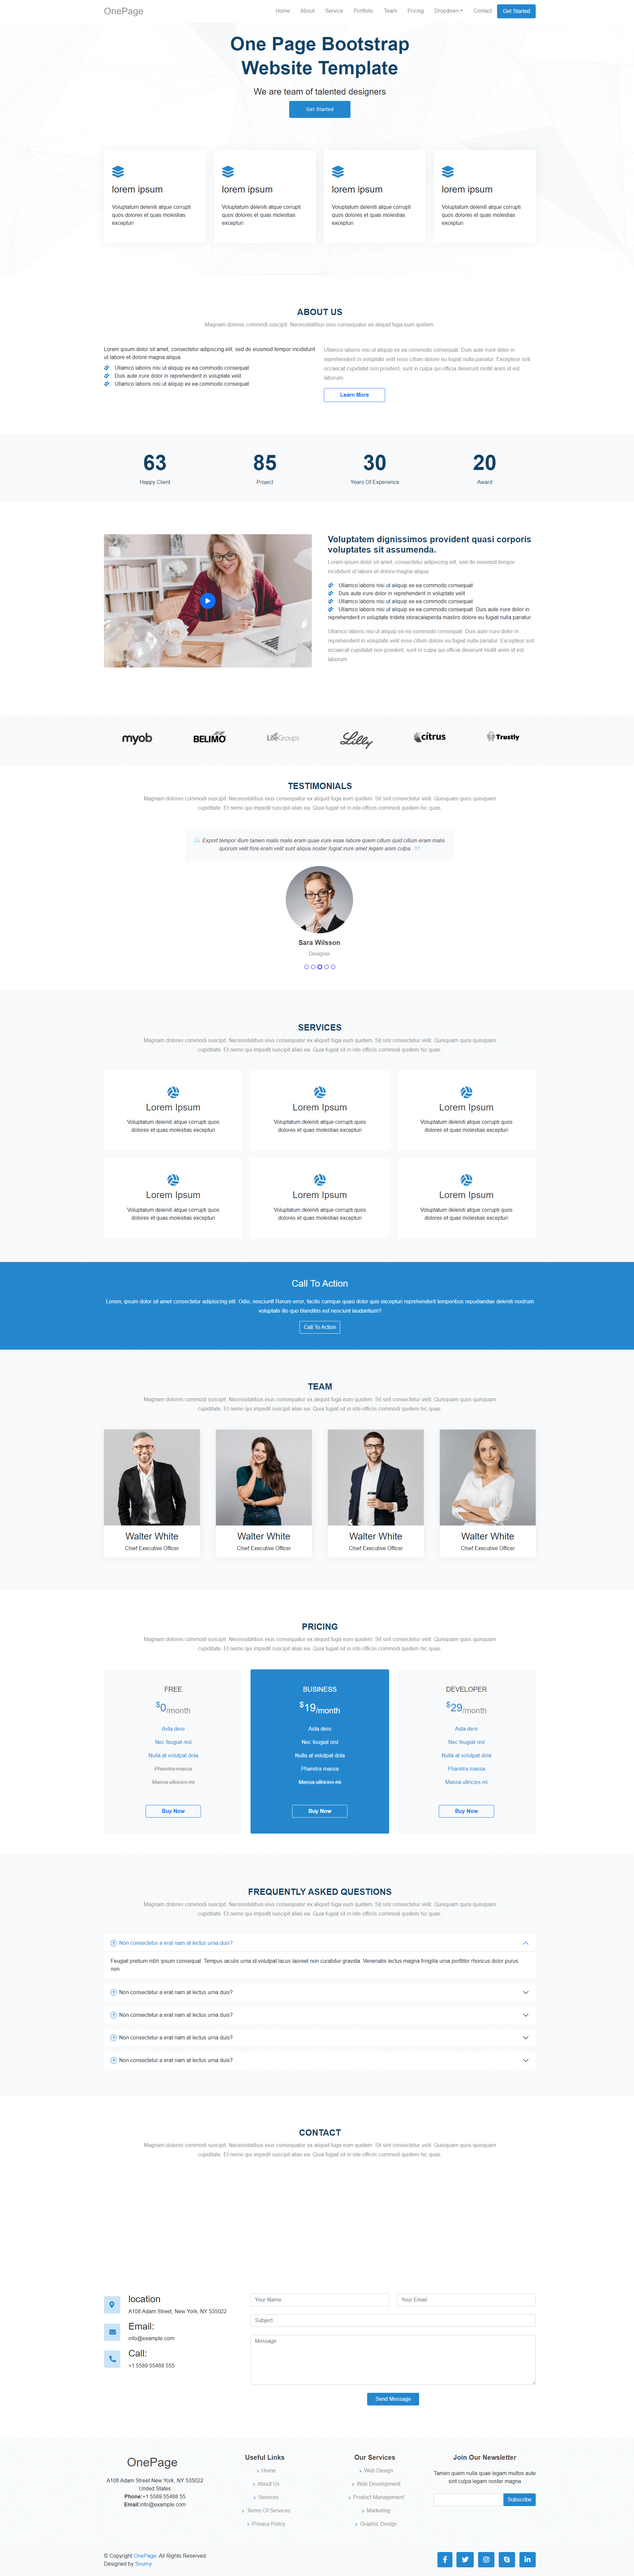 OnePage
Home About Service Portfolio Team Pricing Dropdown Contact Get Started
One Page Bootstrap
Website Template
We are team of talented designers
Get Started
lorem ipsum
Voluptatum deleniti atque corrupti
quos dolores et quas molestias
excepturi
lorem ipsum
Voluptatum deleniti atque corrupti
quos dolores et quas molestias
excepturi
lorem ipsum
Voluptatum deleniti atque corrupti
quos dolores et quas molestias
excepturi
lorem ipsum
Voluptatum deleniti atque corrupti
quos dolores et quas molestias
excepturi
ABOUT US
Magnam dolores commodi suscipit. Necessitatibus eius consequatur ex aliquid fuga eum quidem.
Lorem ipsum dolor sit amet, consectetur adipiscing elit, sed do eiusmod tempor incididunt
ut labore et dolore magna aliqua.
Ullamco laboris nisi ut aliquip ex ea commodo consequat
Duis aute irure dolor in reprehenderit in voluptate velit
Ullamco laboris nisi ut aliquip ex ea commodo consequat
Ullamco laboris nisi ut aliquip ex ea commodo consequat. Duis aute irure dolor in
reprehenderit in voluptate velit esse cillum dolore eu fugiat nulla pariatur. Excepteur sint
occaecat cupidatat non proident, sunt in culpa qui officia deserunt mollit anim id est
laborum.
Learn More
63
Happy Client
85
Project
30
Years Of Experience
20
Award
Voluptatem dignissimos provident quasi corporis
voluptates sit assumenda.
Lorem ipsum dolor sit amet, consectetur adipiscing elit, sed do eiusmod tempor
incididunt ut labore et dolore magna aliqua.
Ullamco laboris nisi ut aliquip ex ea commodo consequat
Duis aute irure dolor in reprehenderit in voluptate velit
Ullamco laboris nisi ut aliquip ex ea commodo consequat
Ullamco laboris nisi ut aliquip ex ea commodo consequat. Duis aute irure dolor in
reprehenderit in voluptate trideta storacalaperda mastiro dolore eu fugiat nulla pariatur
Ullamco laboris nisi ut aliquip ex ea commodo consequat. Duis aute irure dolor in
reprehenderit in voluptate velit esse cillum dolore eu fugiat nulla pariatur. Excepteur sint
occaecat cupidatat non proident, sunt in culpa qui officia deserunt mollit anim id est
laborum
myob
BELIMO
LifeGroups
Lilly
citrus
Trustly
TESTIMONIALS
Magnam dolores commodi suscipit. Necessitatibus eius consequatur ex aliquid fuga eum quidem. Sit sint consectetur velit. Quisquam quos quisquam
cupiditate. Et nemo qui impedit suscipit alias ea. Quia fugiat sit in iste officiis commodi quidem hic quas.
Export tempor illum tamen malis malis eram quae irure esse labore quem cillum quid cillum eram malis
quorum velit fore eram velit sunt aliqua noster fugiat irure amet legam anim culpa.
Sara Wilsson
Designer
SERVICES
Magnam dolores commodi suscipit. Necessitatibus eius consequatur ex aliquid fuga eum quidem. Sit sint consectetur velit. Quisquam quos quisquam
cupiditate. Et nemo qui impedit suscipit alias ea. Quia fugiat sit in iste officiis commodi quidem hic quas.
Lorem Ipsum
Voluptatum deleniti atque corrupti quos
dolores et quas molestias excepturi
Lorem Ipsum
Voluptatum deleniti atque corrupti quos
dolores et quas molestias excepturi
Lorem Ipsum
Voluptatum deleniti atque corrupti quos
dolores et quas molestias excepturi
Lorem Ipsum
Voluptatum deleniti atque corrupti quos
dolores et quas molestias excepturi
Lorem Ipsum
Voluptatum deleniti atque corrupti quos
dolores et quas molestias excepturi
Lorem Ipsum
Voluptatum deleniti atque corrupti quos
dolores et quas molestias excepturi
Call To Action
Lorem, ipsum dolor sit amet consectetur adipisicing elit. Odio, nesciunt! Rerum error, facilis cumque quasi dolor quis excepturi reprehenderit temporibus repudiandae deleniti nostrum
voluptate illo quo blanditiis est nesciunt laudantium?
Call To Action
TEAM
Magnam dolores commodi suscipit. Necessitatibus eius consequatur ex aliquid fuga eum quidem. Sit sint consectetur velit. Quisquam quos quisquam
cupiditate. Et nemo qui impedit suscipit alias ea. Quia fugiat sit in iste officiis commodi quidem hic quas.
Walter White
Chief Executive Officer
Walter White
Chief Executive Officer
Walter White
Chief Executive Officer
Walter White
Chief Executive Officer
PRICING
Magnam dolores commodi suscipit. Necessitatibus eius consequatur ex aliquid fuga eum quidem. Sit sint consectetur velit. Quisquam quos quisquam
cupiditate. Et nemo qui impedit suscipit alias ea. Quia fugiat sit in iste officiis commodi quidem hic quas.
FREE
$0/month
Aida dere
Nec feugiat nisl
Nulla at volutpat dola
Pharetra massa
Massa ultricies mi
Buy Now
BUSINESS
$19/month
Aida dere
Nec feugiat nisl
Nulla at volutpat dola
Pharetra massa
Massa ultricies mi
Buy Now
DEVELOPER
$29/month
Aida dere
Nec feugiat nisl
Nulla at volutpat dola
Pharetra massa
Massa ultricies mi
Buy Now
FREQUENTLY ASKED QUESTIONS
Magnam dolores commodi suscipit. Necessitatibus eius consequatur ex aliquid fuga eum quidem. Sit sint consectetur velit. Quisquam quos quisquam
cupiditate. Et nemo qui impedit suscipit alias ea. Quia fugiat sit in iste officiis commodi quidem hic quas.
Non consectetur a erat nam at lectus urna duis?
Feugiat pretium nibh ipsum consequat. Tempus iaculis urna id volutpat lacus laoreet non curabitur gravida. Venenatis lectus magna fringilla urna porttitor rhoncus dolor purus
non
Non consectetur a erat nam at lectus urna duis?
Non consectetur a erat nam at lectus urna duis?
Non consectetur a erat nam at lectus urna duis?
Non consectetur a erat nam at lectus urna duis?
CONTACT
Magnam dolores commodi suscipit. Necessitatibus eius consequatur ex aliquid fuga eum quidem. Sit sint consectetur velit. Quisquam quos quisquam
cupiditate. Et nemo qui impedit suscipit alias ea. Quia fugiat sit in iste officiis commodi quidem hic quas.
location
A108 Adam Street, New York, NY 535022
Email:
info@example.com
Call:
+1 5589 55488 555
Your Name
Your Email
Subject
Message
Send Message
OnePage
A108 Adam Street New York, NY 535022
United States
Phone:+1 5589 55488 55
Email:info@example.com
Useful Links
Home
About Us
Services
Terms Of Services
Privacy Policy
Our Services
Web Design
Web Development
Product Management
Marketing
Graphic Design
Join Our Newsletter
Tamen quem nulla quae legam multos aute
sint culpa legam noster magna
Subscribe
© Copyright OnePage. All Rights Reserved
Designed by Soumy